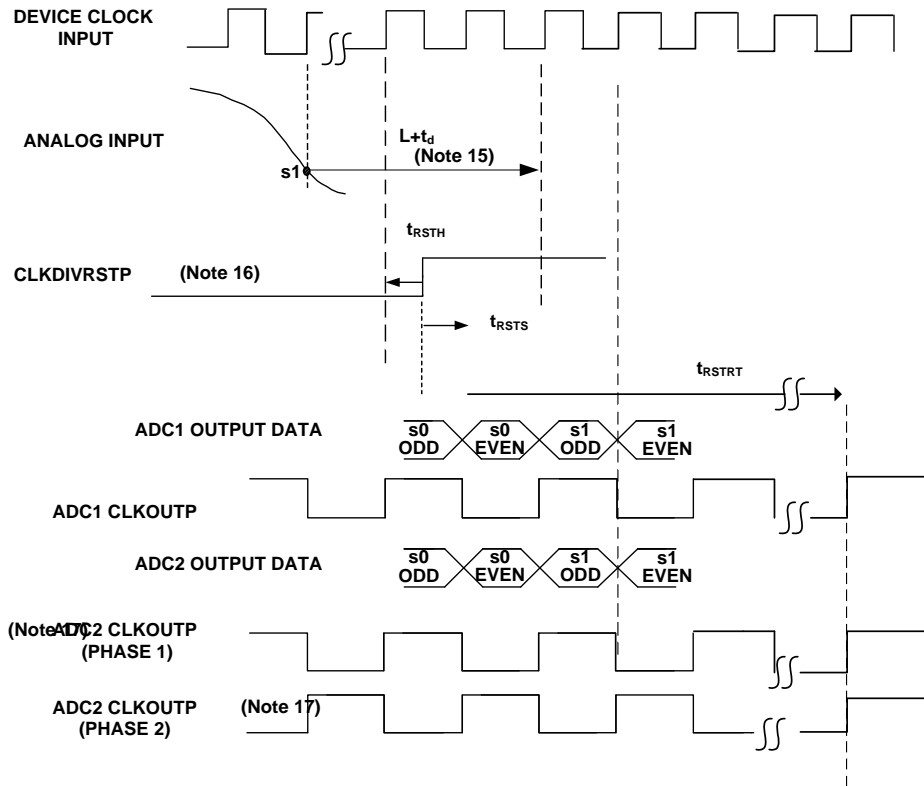 DEVICE CLOCK
INPUT
ANALOG INPUT
s1
L+td
(Note 15)
tRSTH
CLKDIVRSTP
(Note 16)
tRSTS
tRSTRT
ADC1 OUTPUT DATA
s0 s0 s1 s1
ODD EVEN ODD EVEN
ADC1 CLKOUTP
ADC2 OUTPUT DATA
s0 s0 s1 s1
ODD EVEN ODD EVEN
(Note 17)
ADC2 CLKOUTP
(PHASE 1)
ADC2 CLKOUTP (Note 17)
(PHASE 2)